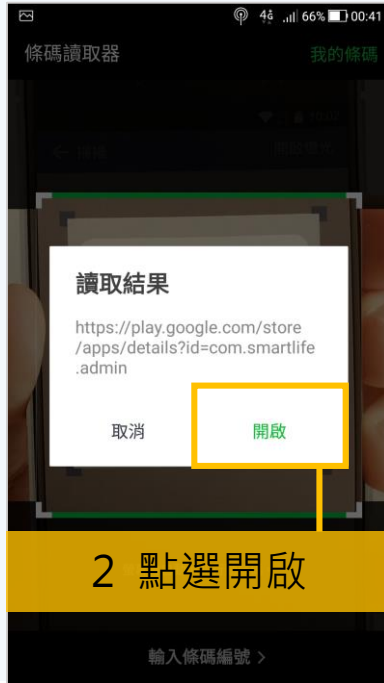 4G 66% 00:41
條碼讀取器 我的條碼
讀取結果
https://play.google.com/store
/apps/details?id=com.smartlife
.admin
取消 開啟
2 點選開啟
輸入條碼編號 >